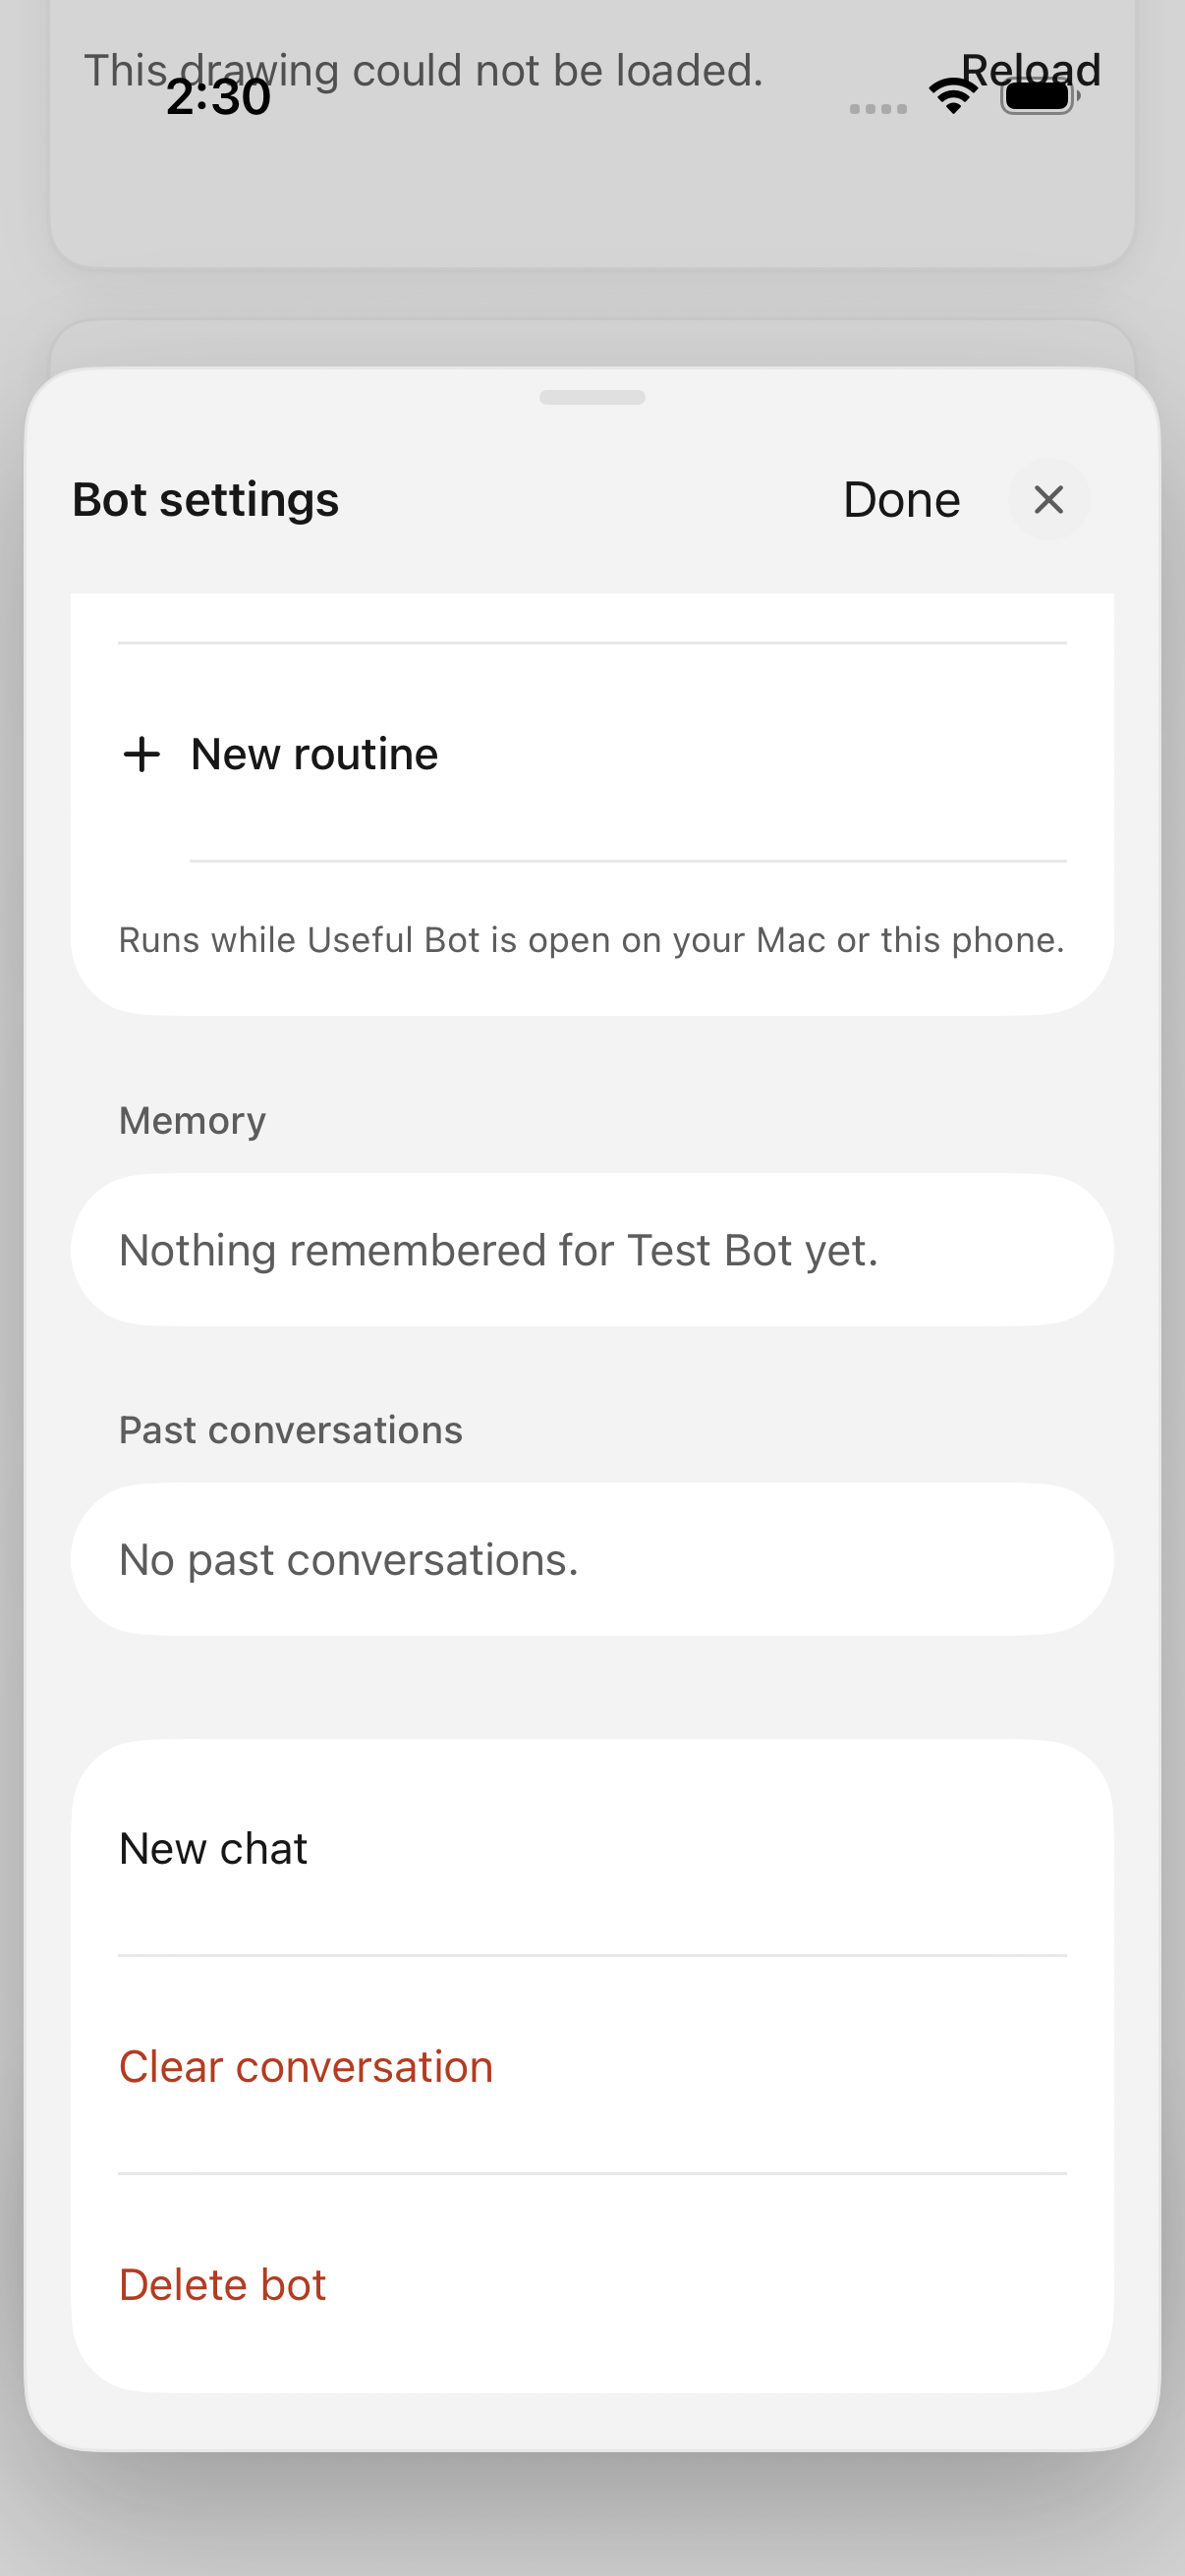 This drawing could not be loaded.
Reload
2:30
Bot settings
Done
New routine
Runs while Useful Bot is open on your Mac or this phone.
Memory
Nothing remembered for Test Bot yet.
Past conversations
No past conversations.
New chat
Clear conversation
Delete bot